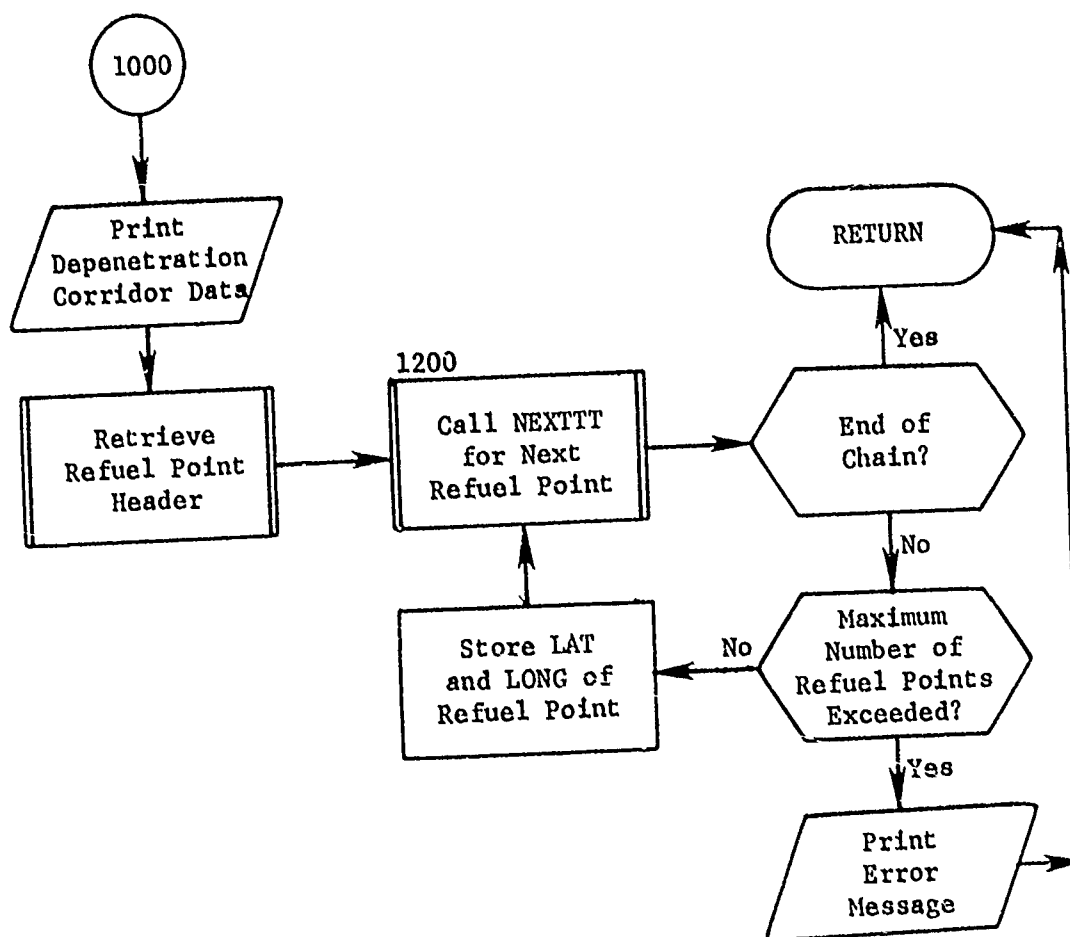 1000
Print
Depenetration
Corridor Data
Retrieve
Refuel Point
Header
1200
Call NEXTTT
for Next
Refuel Point
End of
Chain?
Yes
RETURN
No
Maximum
Number of
Refuel Points
Exceeded?
No
Store LAT
and LONG of
Refuel Point
Yes
Print
Error
Message